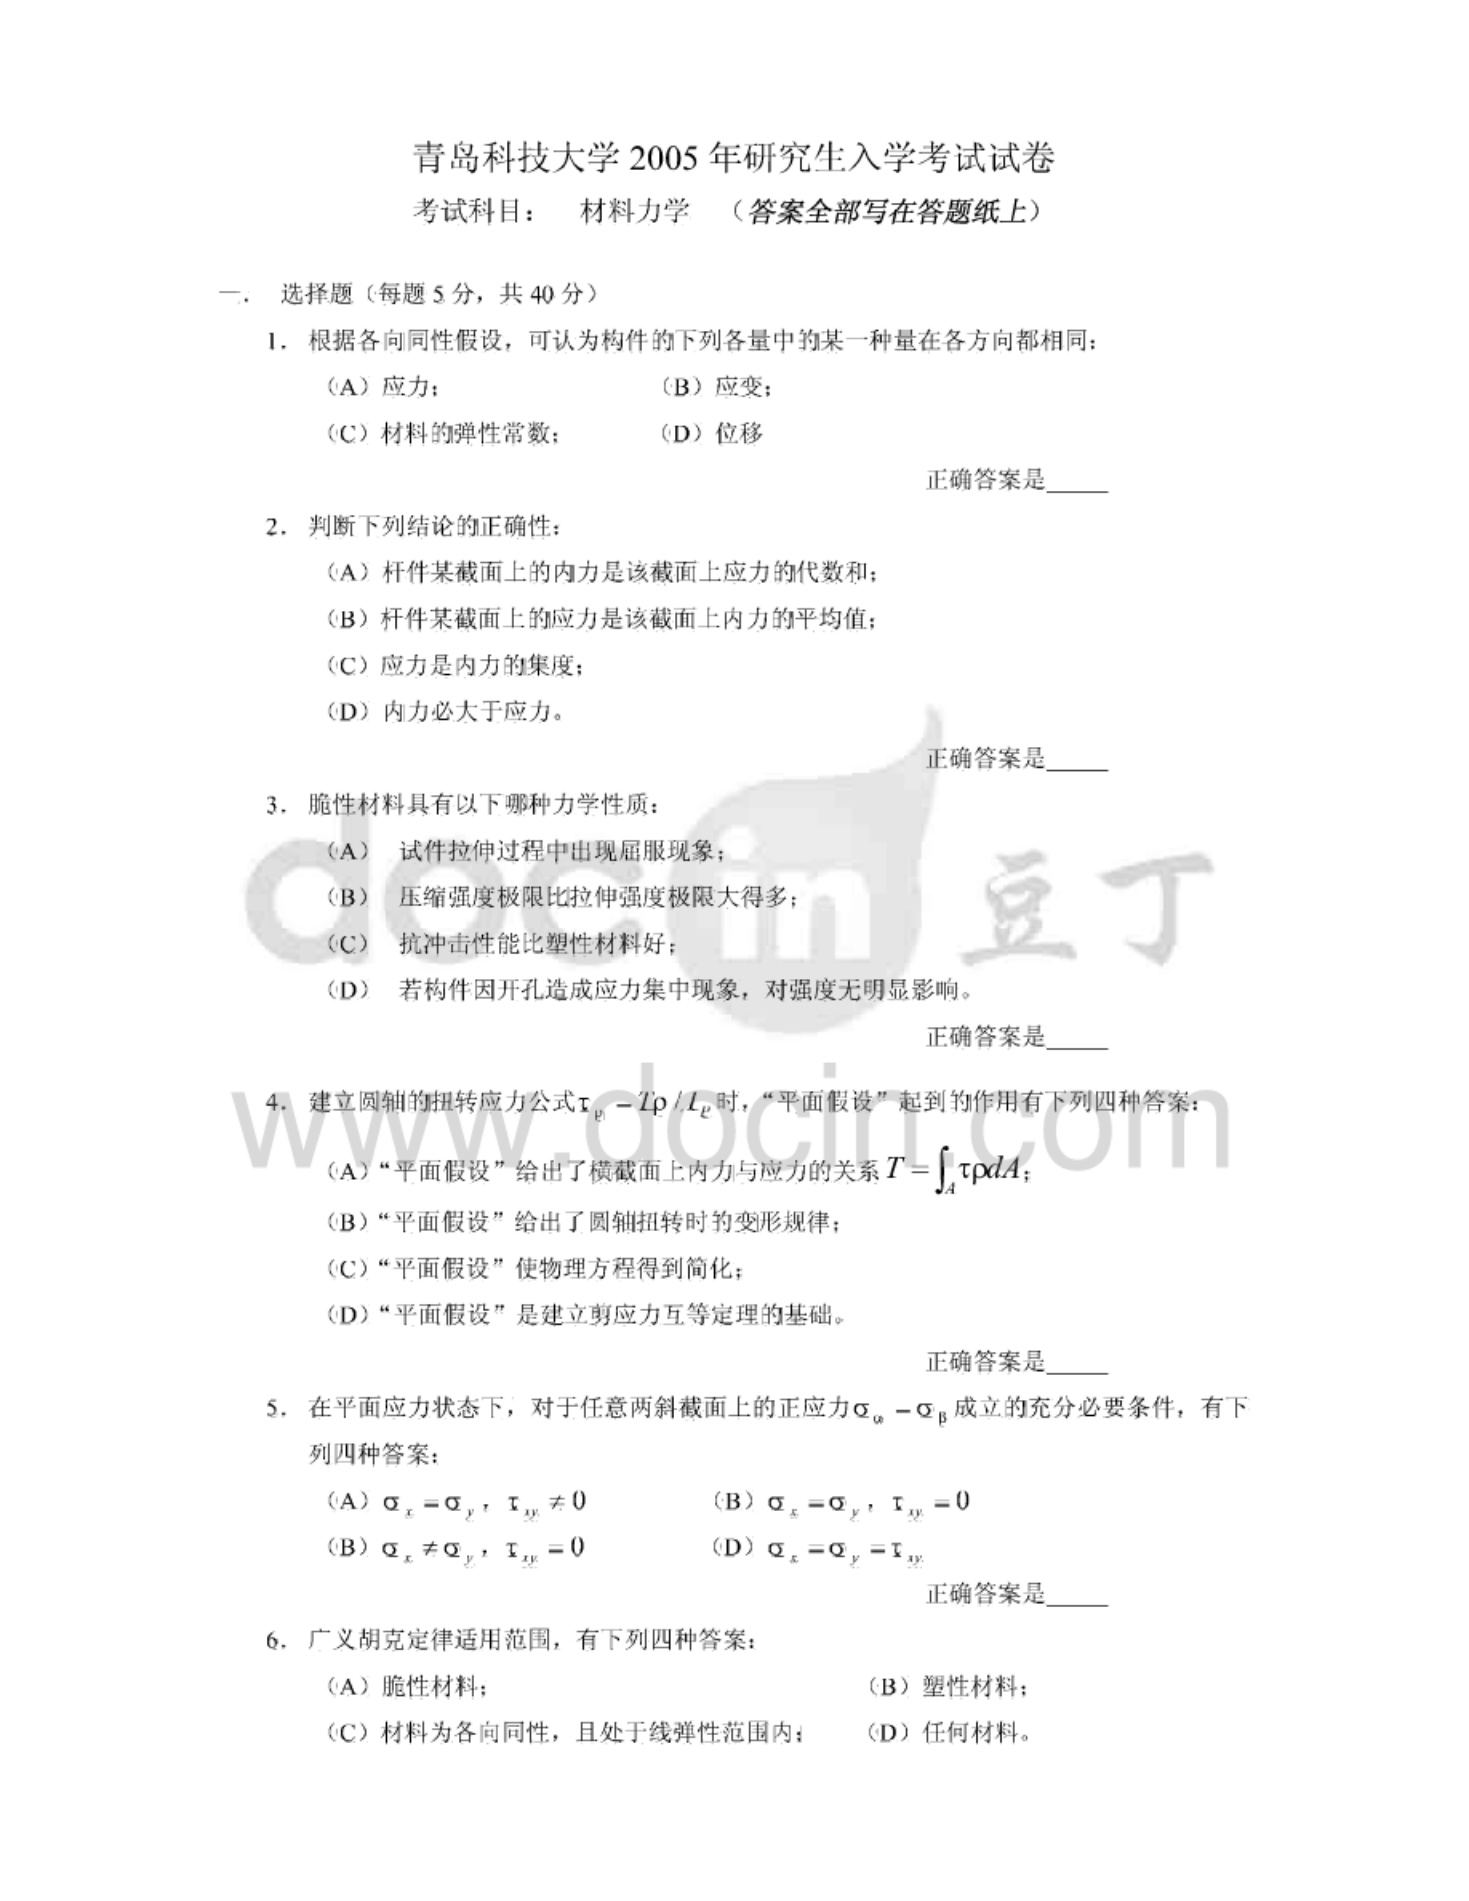 青岛科技大学 2005 年研究生入学考试试卷
考试科目： 材料力学 （答案全部写在答题纸上）
一. 选择题（每题 5 分，共 40 分）
1. 根据各向同性假设，可认为构件的下列各量中的某一种量在各方向都相同：
（A）应力； （B）应变；
（C）材料的弹性常数； （D）位移
正确答案是_____
2. 判断下列结论的正确性：
（A）杆件某截面上的内力是该截面上应力的代数和；
（B）杆件某截面上的应力是该截面上内力的平均值；
（C）应力是内力的集度；
（D）内力必大于应力。
正确答案是_____
3. 脆性材料具有以下哪种力学性质：
（A） 试件拉伸过程中出现屈服现象；
（B） 压缩强度极限比拉伸强度极限大得多；
（C） 抗冲击性能比塑性材料好；
（D） 若构件因开孔造成应力集中现象，对强度无明显影响。
正确答案是_____
docin 豆丁
www.docin.com
4. 建立圆轴的扭转应力公式 τρ = Tρ / Iρ 时，“平面假设”起到的作用有下列四种答案：
（A）“平面假设”给出了横截面上内力与应力的关系 T = ∫A τρdA；
（B）“平面假设”给出了圆轴扭转时的变形规律；
（C）“平面假设”使物理方程得到简化；
（D）“平面假设”是建立剪应力互等定理的基础。
正确答案是_____
5. 在平面应力状态下，对于任意两斜截面上的正应力 σα = σβ 成立的充分必要条件，有下
列四种答案：
（A）σx = σy，τxy ≠ 0 （B）σx = σy，τxy = 0
（B）σx ≠ σy，τxy = 0 （D）σx = σy = τxy
正确答案是_____
6. 广义胡克定律适用范围，有下列四种答案：
（A）脆性材料； （B）塑性材料；
（C）材料为各向同性，且处于线弹性范围内； （D）任何材料。